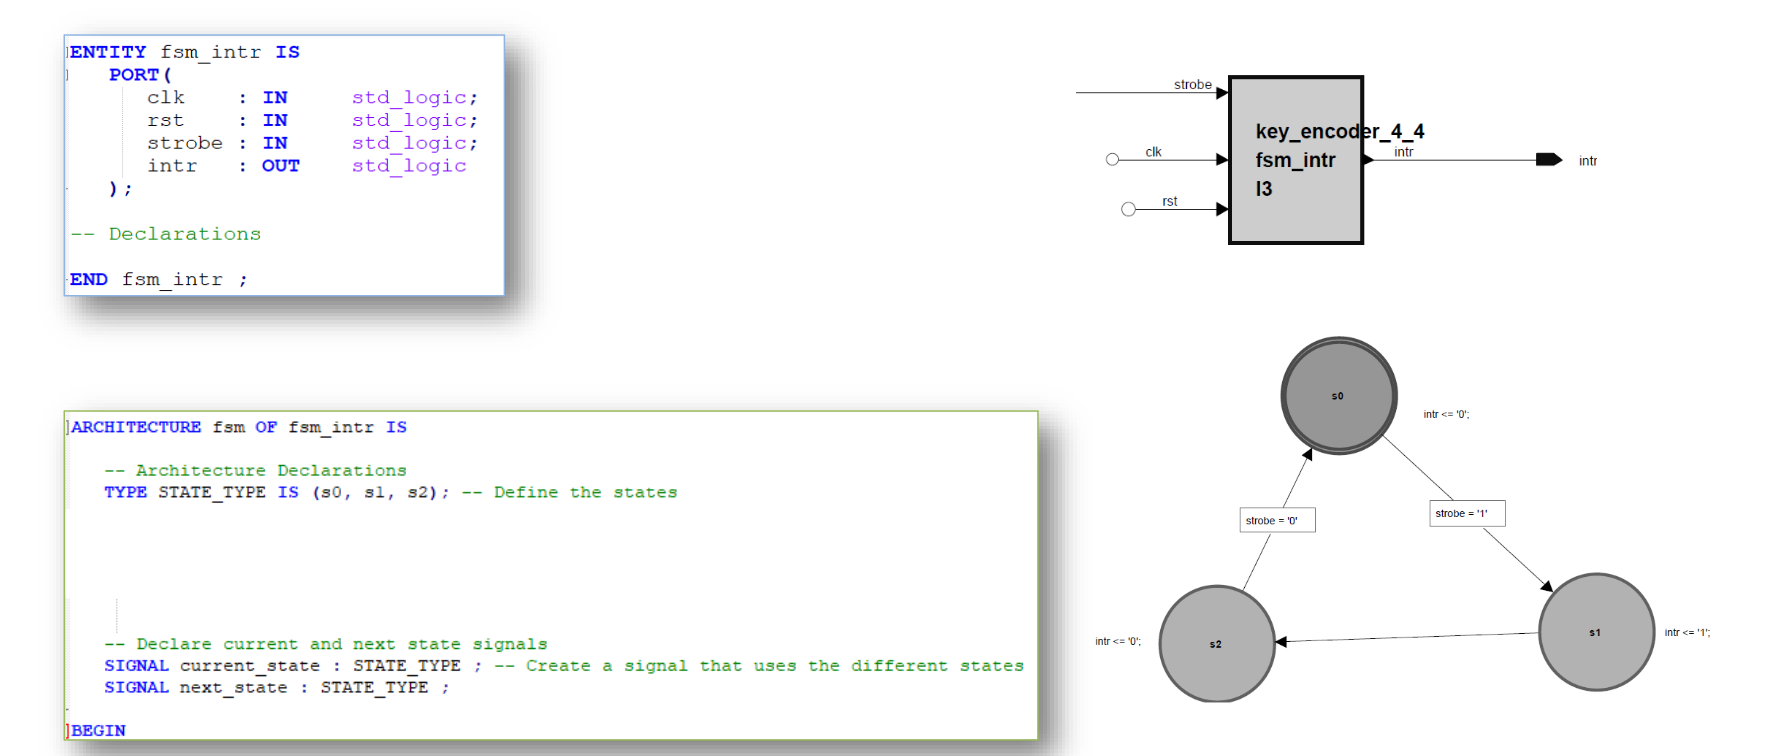 ENTITY fsm_intr IS
PORT(
clk : IN std_logic;
rst : IN std_logic;
strobe : IN std_logic;
intr : OUT std_logic
);
-- Declarations
END fsm_intr ;
strobe
clk
rst
key_encoder_4_4
fsm_intr
I3
intr
intr
ARCHITECTURE fsm OF fsm_intr IS
-- Architecture Declarations
TYPE STATE_TYPE IS (s0, s1, s2); -- Define the states
-- Declare current and next state signals
SIGNAL current_state : STATE_TYPE ; -- Create a signal that uses the different states
SIGNAL next_state : STATE_TYPE ;
BEGIN
s0
intr <= '0';
strobe = '0'
strobe = '1'
intr <= '0';
s2
s1
intr <= '1';